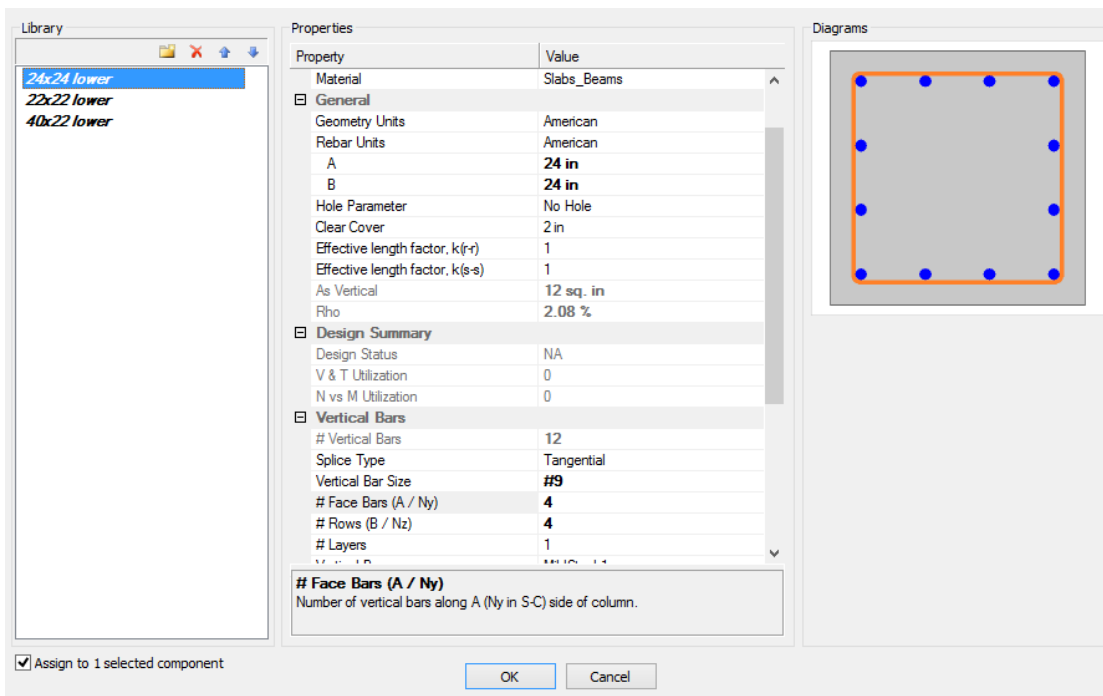 Library
24x24 lower
22x22 lower
40x22 lower
Properties
Property Value
Material Slabs_Beams
General
Geometry Units American
Rebar Units American
A 24 in
B 24 in
Hole Parameter No Hole
Clear Cover 2 in
Effective length factor, k(r-r) 1
Effective length factor, k(s-s) 1
As Vertical 12 sq. in
Rho 2.08 %
Design Summary
Design Status NA
V & T Utilization 0
N vs M Utilization 0
Vertical Bars
# Vertical Bars 12
Splice Type Tangential
Vertical Bar Size #9
# Face Bars (A / Ny) 4
# Rows (B / Nz) 4
# Layers 1
# Face Bars (A / Ny)
Number of vertical bars along A (Ny in S-C) side of column.
Diagrams
Assign to 1 selected component
OK
Cancel